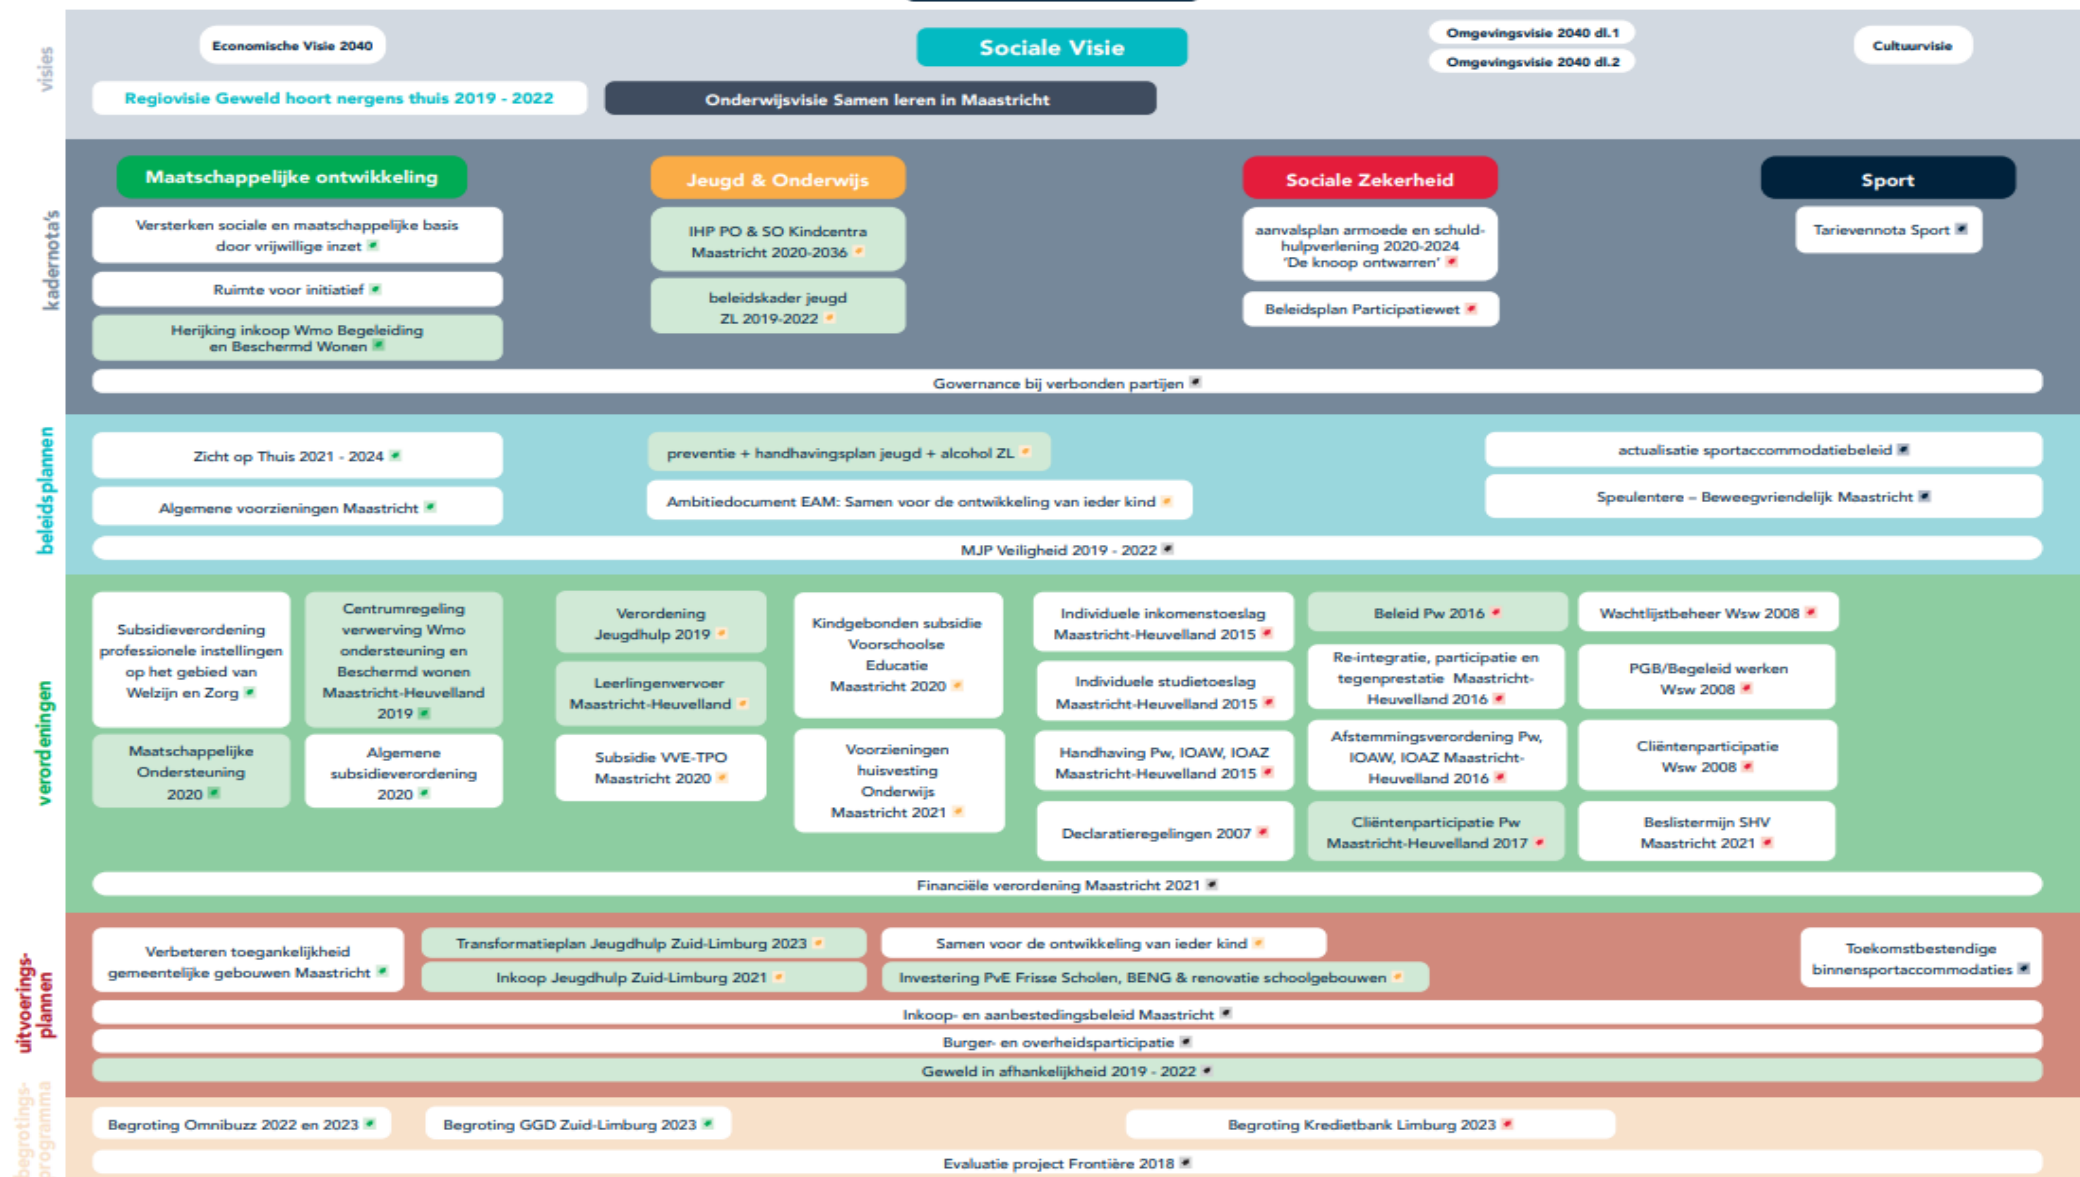 visies
Economische Visie 2040
Sociale Visie
Omgevingsvisie 2040 dl.1
Omgevingsvisie 2040 dl.2
Cultuurvisie
Regiovisie Geweld hoort nergens thuis 2019 - 2022
Onderwijsvisie Samen leren in Maastricht
kadernota's
Maatschappelijke ontwikkeling
Versterken sociale en maatschappelijke basis
door vrijwillige inzet
Ruimte voor initiatief
Herijking inkoop Wmo Begeleiding
en Beschermd Wonen
Jeugd & Onderwijs
IHP PO & SO Kindcentra
Maastricht 2020-2036
beleidskader jeugd
ZL 2019-2022
Sociale Zekerheid
aanvalsplan armoede en schuld-
hulpverlening 2020-2024
'De knoop ontwarren'
Beleidsplan Participatiewet
Sport
Tarievennota Sport
Governance bij verbonden partijen
beleidsplannen
Zicht op Thuis 2021 - 2024
Algemene voorzieningen Maastricht
preventie + handhavingsplan jeugd + alcohol ZL
Ambitiedocument EAM: Samen voor de ontwikkeling van ieder kind
actualisatie sportaccommodatiebeleid
Speulentere – Beweegvriendelijk Maastricht
MJP Veiligheid 2019 - 2022
verordeningen
Subsidieverordening
professionele instellingen
op het gebied van
Welzijn en Zorg
Maatschappelijke
Ondersteuning
2020
Centrumregeling
verwerving Wmo
ondersteuning en
Beschermd wonen
Maastricht-Heuvelland
2019
Algemene
subsidieverordening
2020
Verordening
Jeugdhulp 2019
Leerlingenvervoer
Maastricht-Heuvelland
Subsidie VVE-TPO
Maastricht 2020
Kindgebonden subsidie
Voorschoolse
Educatie
Maastricht 2020
Voorzieningen
huisvesting
Onderwijs
Maastricht 2021
Individuele inkomenstoeslag
Maastricht-Heuvelland 2015
Individuele studietoeslag
Maastricht-Heuvelland 2015
Handhaving Pw, IOAW, IOAZ
Maastricht-Heuvelland 2015
Declaratieregelingen 2007
Beleid Pw 2016
Re-integratie, participatie en
tegenprestatie Maastricht-
Heuvelland 2016
Afstemmingsverordening Pw,
IOAW, IOAZ Maastricht-
Heuvelland 2016
Cliëntenparticipatie Pw
Maastricht-Heuvelland 2017
Wachtlijstbeheer Wsw 2008
PGB/Begeleid werken
Wsw 2008
Cliëntenparticipatie
Wsw 2008
Beslistermijn SHV
Maastricht 2021
Financiële verordening Maastricht 2021
uitvoerings-
plannen
Verbeteren toegankelijkheid
gemeentelijke gebouwen Maastricht
Transformatieplan Jeugdhulp Zuid-Limburg 2023
Inkoop Jeugdhulp Zuid-Limburg 2021
Samen voor de ontwikkeling van ieder kind
Investering PvE Frisse Scholen, BENG & renovatie schoolgebouwen
Toekomstbestendige
binnensportaccommodaties
Inkoop- en aanbestedingsbeleid Maastricht
Burger- en overheidsparticipatie
Geweld in afhankelijkheid 2019 - 2022
begrotings-
programma
Begroting Omnibuzz 2022 en 2023
Begroting GGD Zuid-Limburg 2023
Begroting Kredietbank Limburg 2023
Evaluatie project Frontière 2018